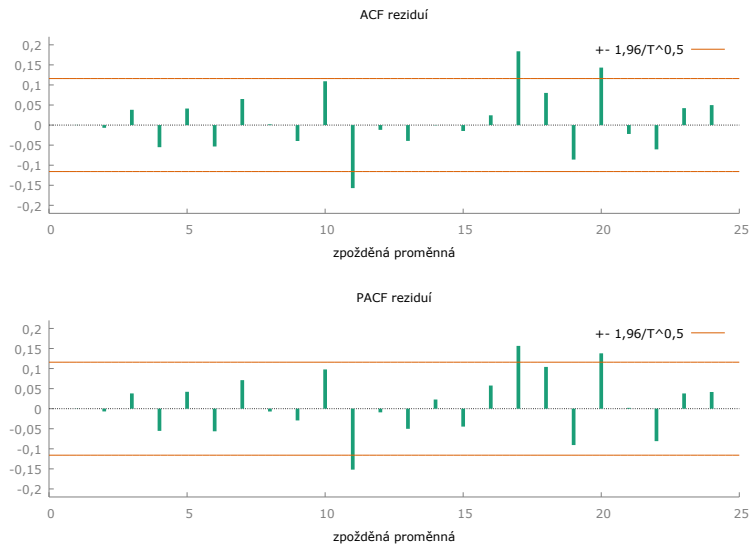 ACF reziduí
+- 1,96/T^0,5
0,2
0,15
0,1
0,05
0
-0,05
-0,1
-0,15
-0,2
0 5 10 15 20 25
zpožděná proměnná
PACF reziduí
+- 1,96/T^0,5
0,2
0,15
0,1
0,05
0
-0,05
-0,1
-0,15
-0,2
0 5 10 15 20 25
zpožděná proměnná